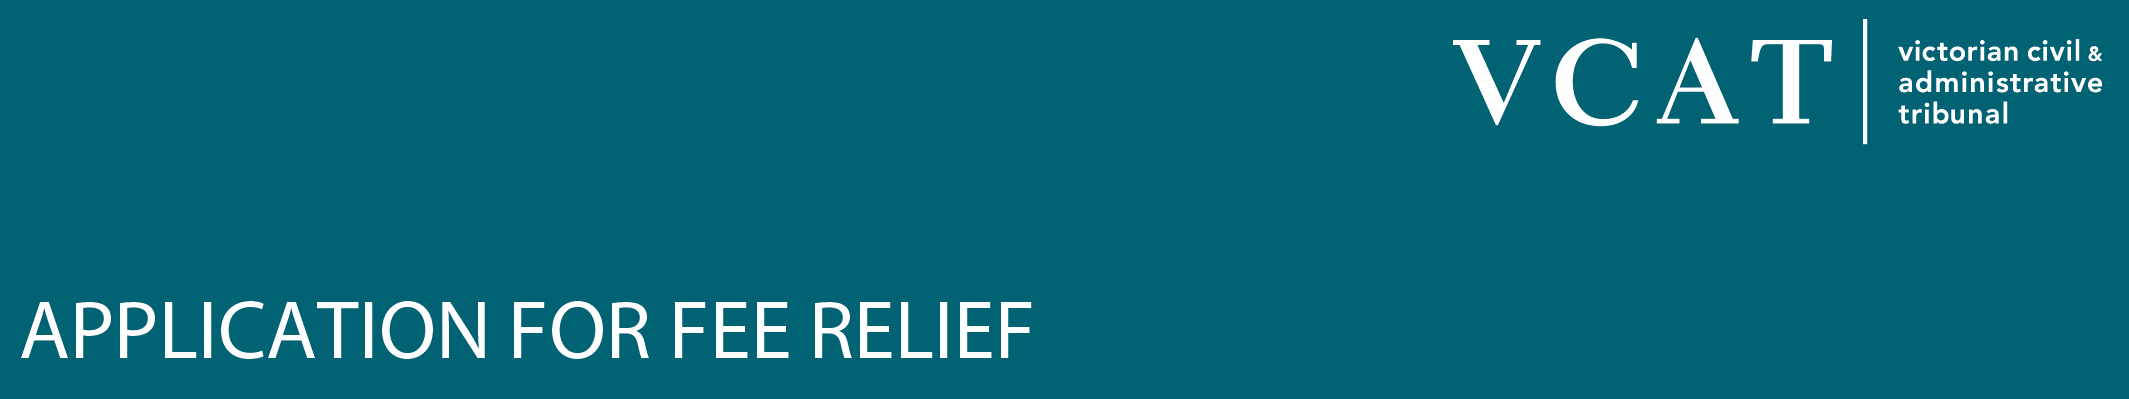 VCAT
victorian civil &
administrative
tribunal
APPLICATION FOR FEE RELIEF